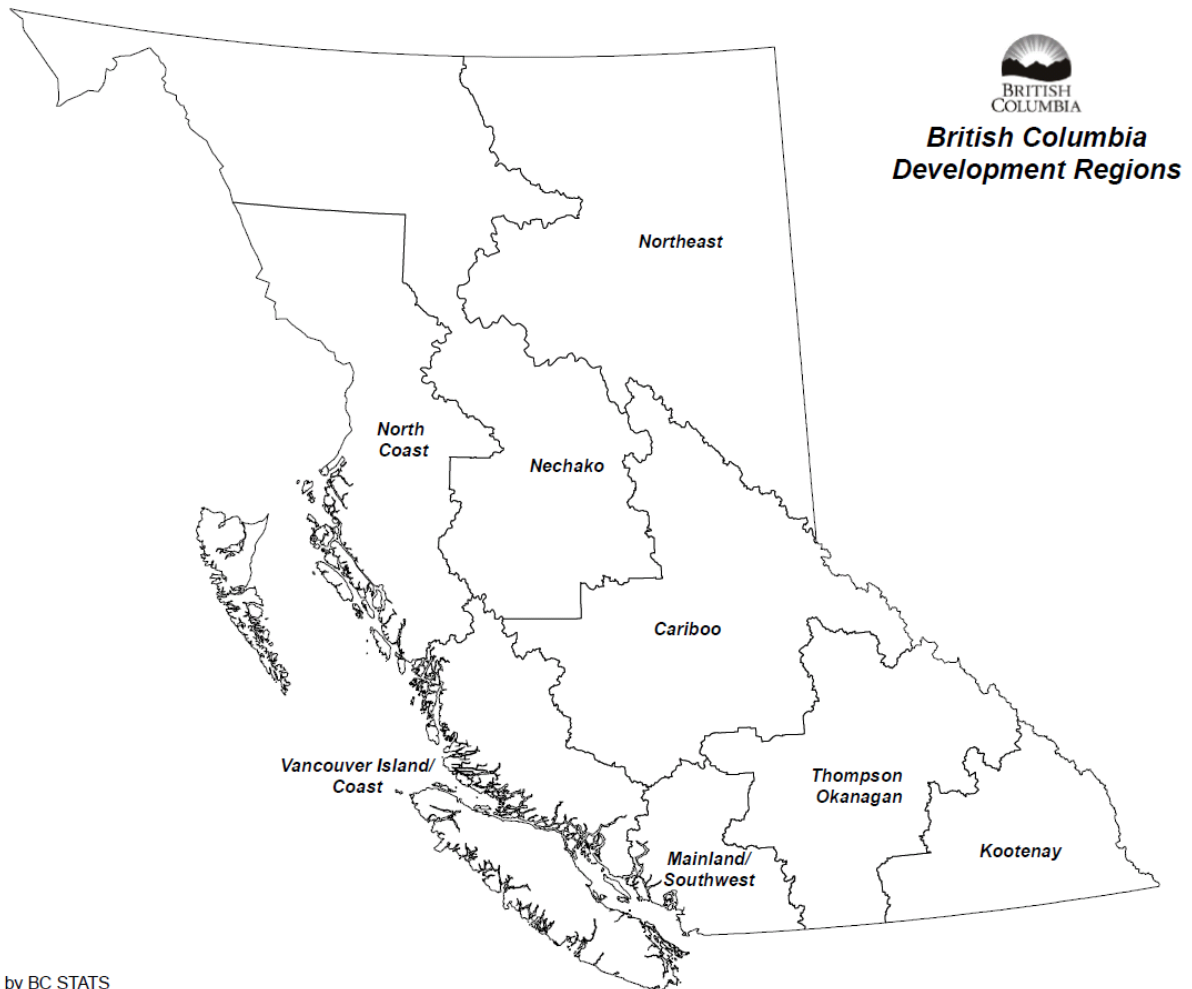 BRITISH
COLUMBIA
British Columbia
Development Regions
Northeast
North
Coast
Nechako
Cariboo
Vancouver Island/
Coast
Thompson
Okanagan
Mainland/
Southwest
Kootenay
by BC STATS